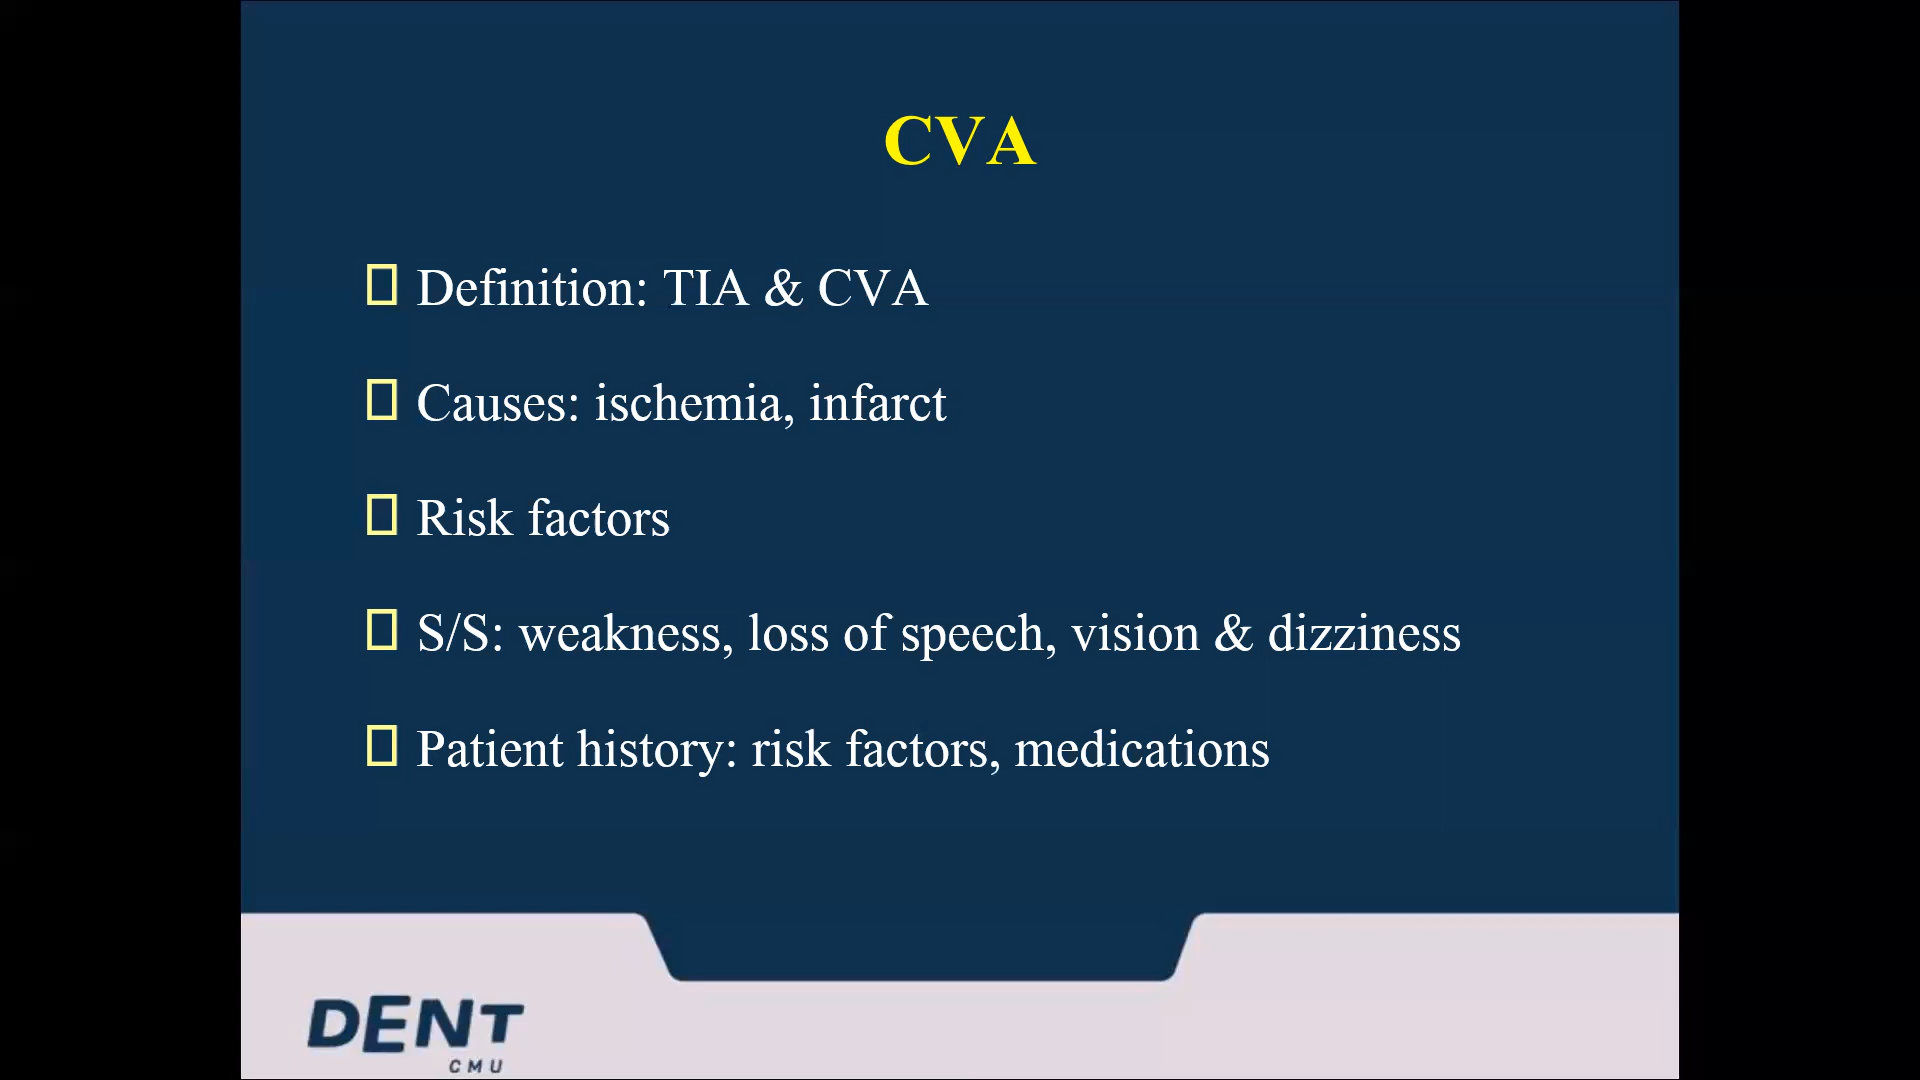 CVA
Definition: TIA & CVA
Causes: ischemia, infarct
Risk factors
S/S: weakness, loss of speech, vision & dizziness
Patient history: risk factors, medications
DENT
CMU